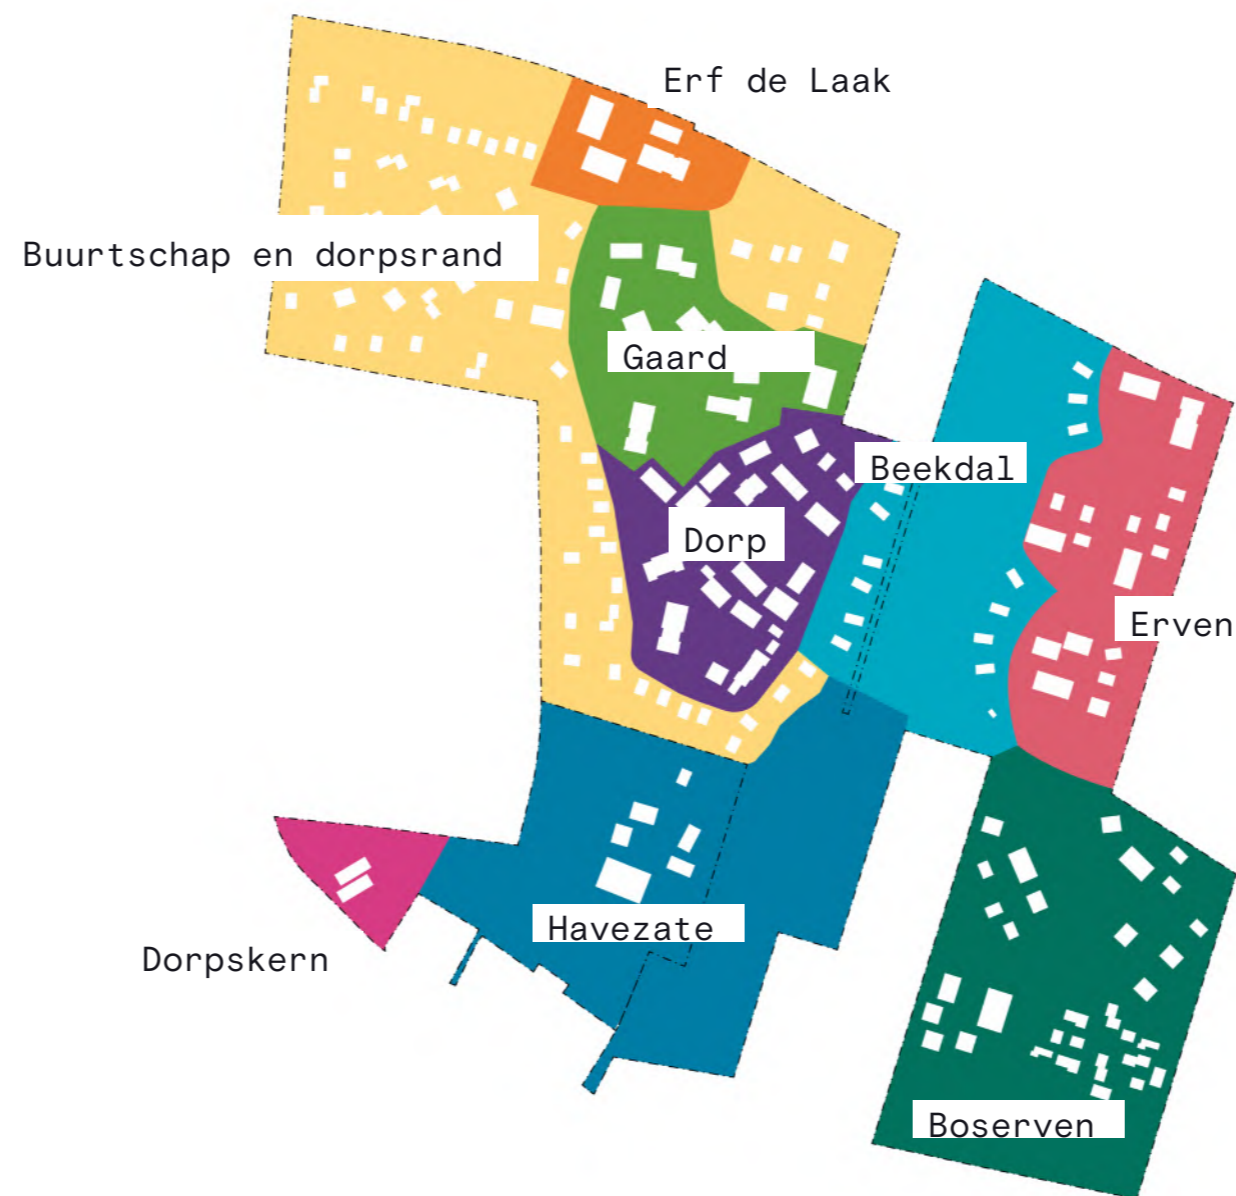 Erf de Laak
Buurtschap en dorpsrand
Gaard
Beekdal
Dorp
Erven
Havezate
Dorpskern
Boserven